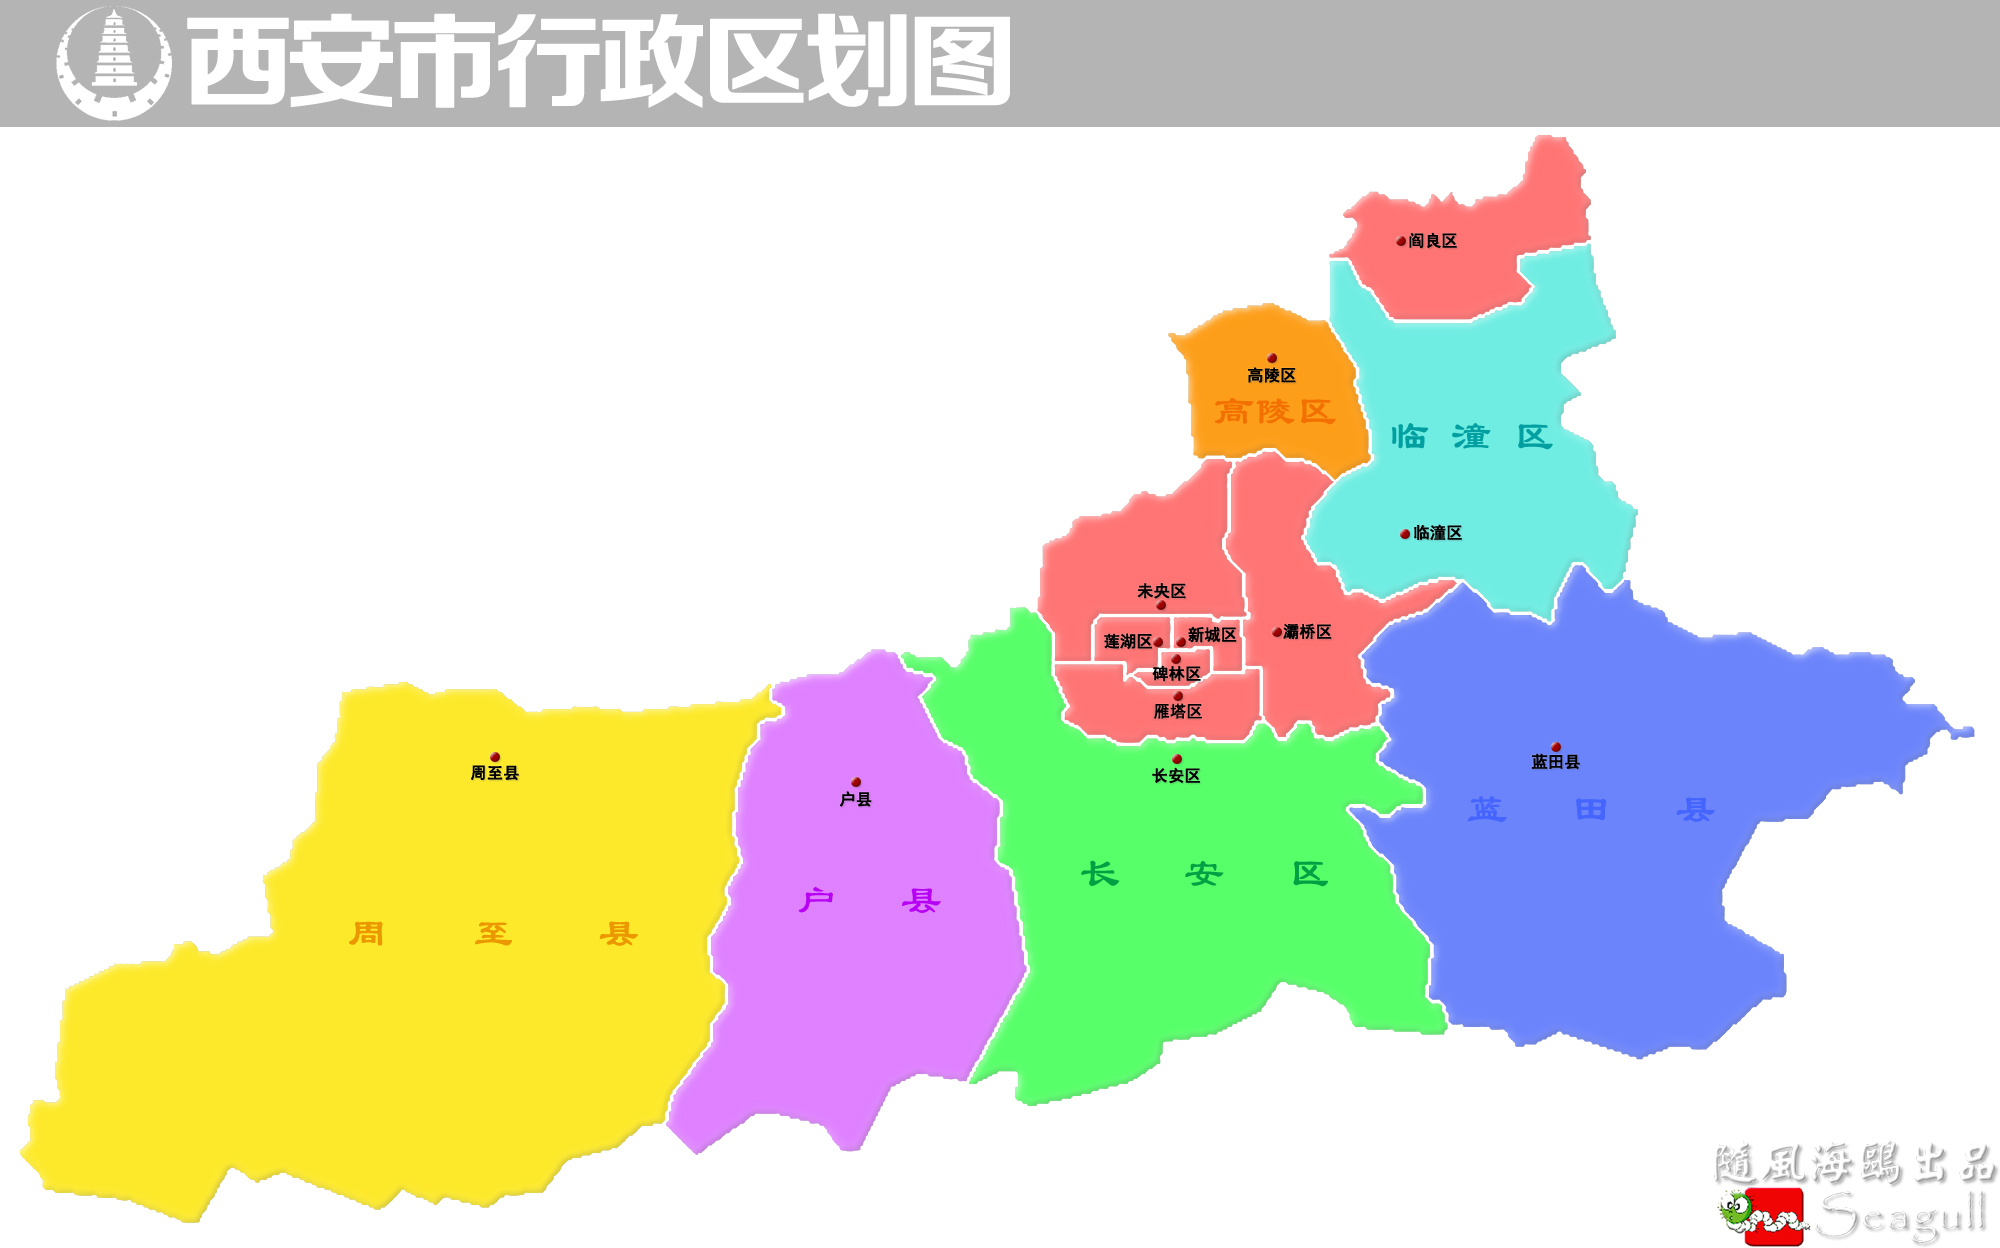 西安市行政区划图
阎良区
高陵区
高陵区
临潼区
临潼区
未央区
莲湖区
新城区
灞桥区
碑林区
雁塔区
长安区
长安区
周至县
周至县
户县
户县
蓝田县
蓝田县
随風海鷗出品
Seagull